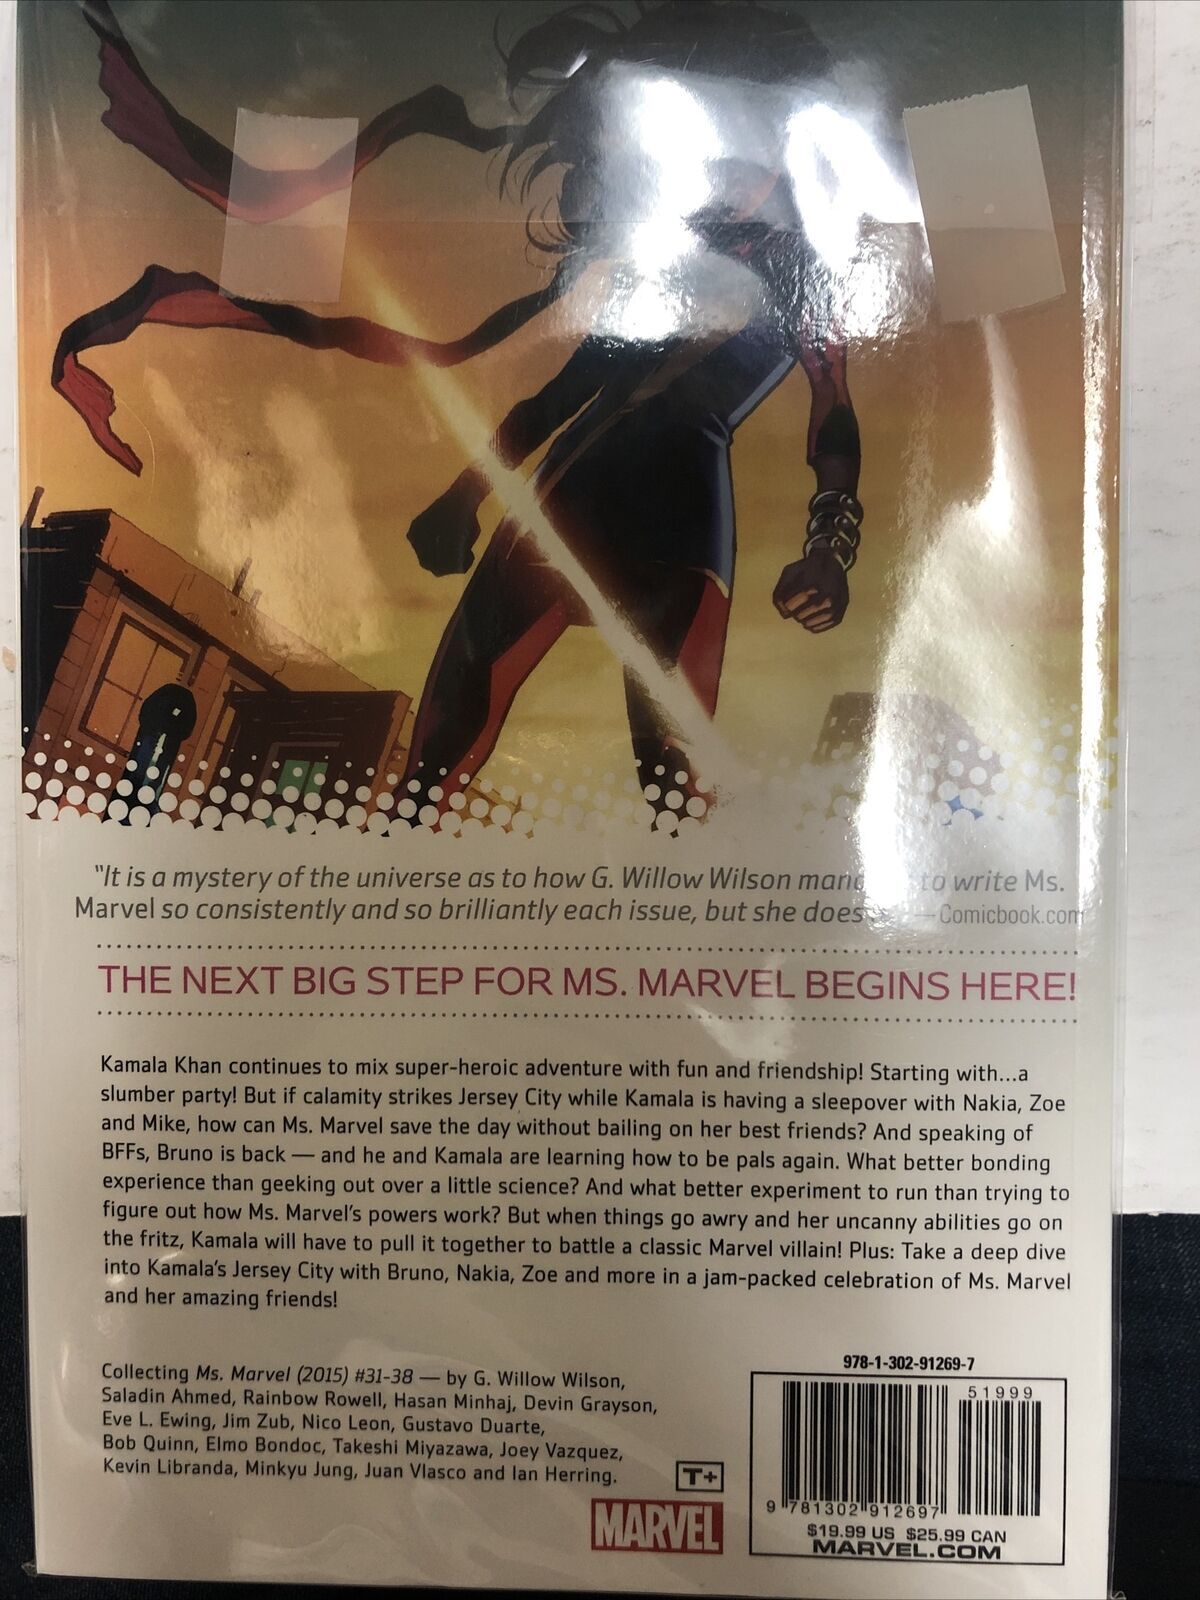 "It is a mystery of the universe as to how G. Willow Wilson to write Ms.
Marvel so consistently and so brilliantly each issue, but she does —Comicbook.com
THE NEXT BIG STEP FOR MS. MARVEL BEGINS HERE!
Kamala Khan continues to mix super-heroic adventure with fun and friendship! Starting with...a
slumber party! But if calamity strikes Jersey City while Kamala is having a sleepover with Nakia, Zoe
and Mike, how can Ms. Marvel save the day without bailing on her best friends? And speaking of
BFFs, Bruno is back — and he and Kamala are learning how to be pals again. What better bonding
experience than geeking out over a little science? And what better experiment to run than trying to
figure out how Ms. Marvel's powers work? But when things go awry and her uncanny abilities go on
the fritz, Kamala will have to pull it together to battle a classic Marvel villain! Plus: Take a deep dive
into Kamala's Jersey City with Bruno, Nakia, Zoe and more in a jam-packed celebration of Ms. Marvel
and her amazing friends!
Collecting Ms. Marvel (2015) #31-38 — by G. Willow Wilson,
Saladin Ahmed, Rainbow Rowell, Hasan Minhaj, Devin Grayson,
Eve L. Ewing, Jim Zub, Nico Leon, Gustavo Duarte,
Bob Quinn, Elmo Bondoc, Takeshi Miyazawa, Joey Vazquez,
Kevin Libranda, Minkyu Jung, Juan Vlasco and Ian Herring.
T+
MARVEL
978-1-302-91269-7
51999
9 781302 912697
$19.99 US $25.99 CAN
MARVEL.COM